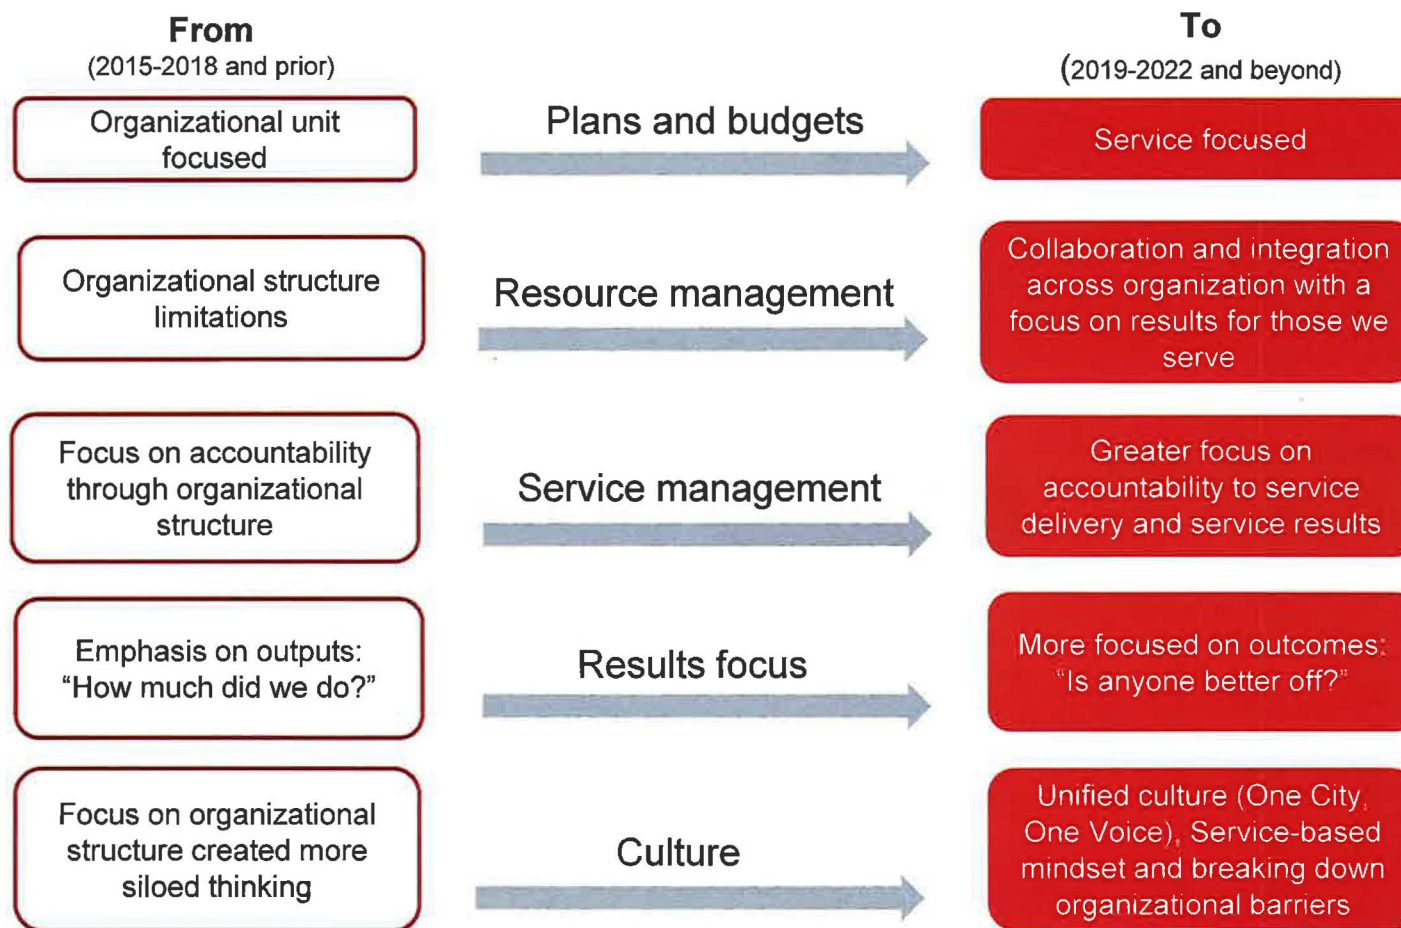 From
(2015-2018 and prior)
To
(2019-2022 and beyond)
Organizational unit
focused
Plans and budgets
Service focused
Organizational structure
limitations
Resource management
Collaboration and integration
across organization with a
focus on results for those we
serve
Focus on accountability
through organizational
structure
Service management
Greater focus on
accountability to service
delivery and service results
Emphasis on outputs:
“How much did we do?”
Results focus
More focused on outcomes:
“Is anyone better off?”
Focus on organizational
structure created more
siloed thinking
Culture
Unified culture (One City,
One Voice), Service-based
mindset and breaking down
organizational barriers